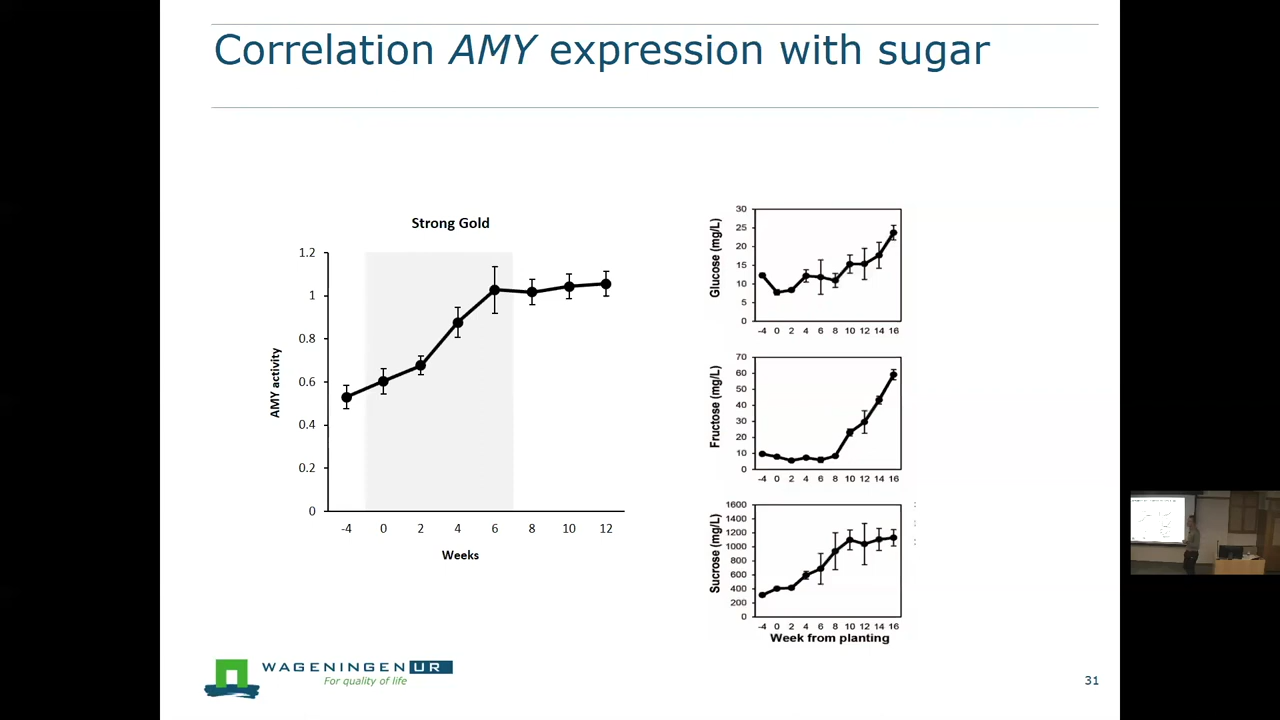 Correlation AMY expression with sugar
Strong Gold
1.2
1
0.8
0.6
0.4
0.2
0
AMY activity
-4 0 2 4 6 8 10 12
Weeks
30
25
20
15
10
5
0
Glucose (mg/L)
-4 0 2 4 6 8 10 12 14 16
70
60
50
40
30
20
10
0
Fructose (mg/L)
-4 0 2 4 6 8 10 12 14 16
1600
1400
1200
1000
800
600
400
200
0
Sucrose (mg/L)
-4 0 2 4 6 8 10 12 14 16
Week from planting
WAGENINGEN UR
For quality of life
31